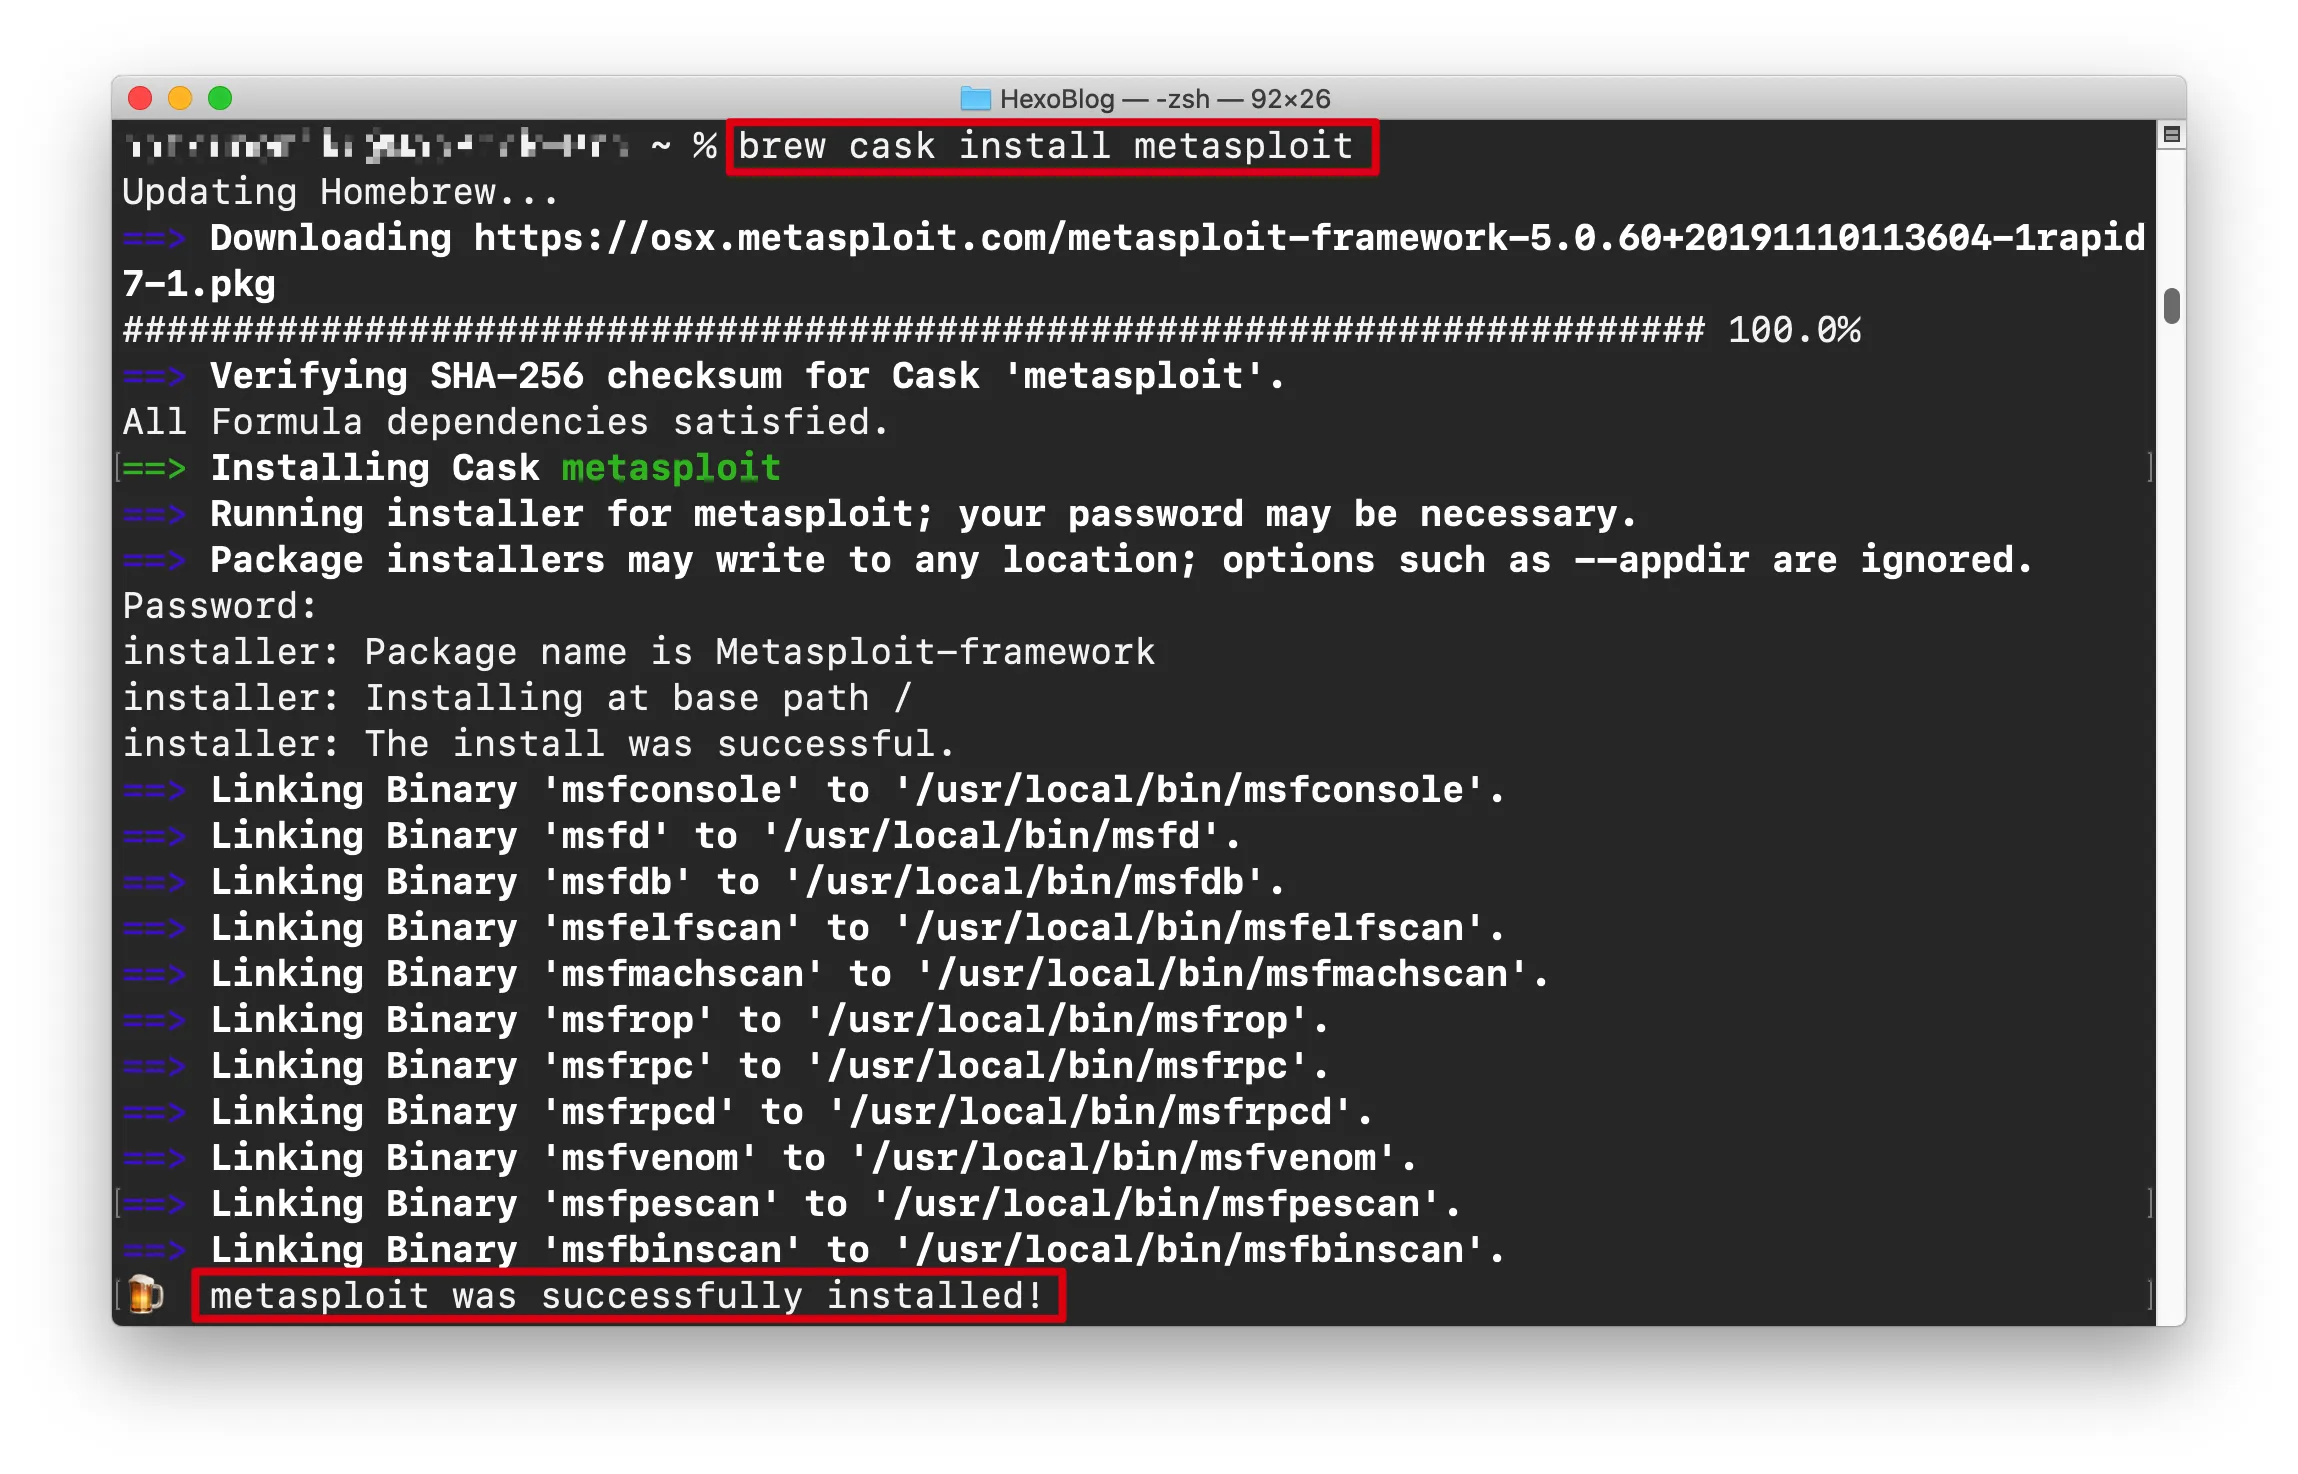 HexoBlog — -zsh — 92×26
~ % brew cask install metasploit
Updating Homebrew...
==> Downloading https://osx.metasploit.com/metasploit-framework-5.0.60+20191110113604-1rapid
7-1.pkg
######################################################################## 100.0%
==> Verifying SHA-256 checksum for Cask 'metasploit'.
All Formula dependencies satisfied.
==> Installing Cask metasploit
==> Running installer for metasploit; your password may be necessary.
==> Package installers may write to any location; options such as --appdir are ignored.
Password:
installer: Package name is Metasploit-framework
installer: Installing at base path /
installer: The install was successful.
==> Linking Binary 'msfconsole' to '/usr/local/bin/msfconsole'.
==> Linking Binary 'msfd' to '/usr/local/bin/msfd'.
==> Linking Binary 'msfdb' to '/usr/local/bin/msfdb'.
==> Linking Binary 'msfelfscan' to '/usr/local/bin/msfelfscan'.
==> Linking Binary 'msfmachscan' to '/usr/local/bin/msfmachscan'.
==> Linking Binary 'msfrop' to '/usr/local/bin/msfrop'.
==> Linking Binary 'msfrpc' to '/usr/local/bin/msfrpc'.
==> Linking Binary 'msfrpcd' to '/usr/local/bin/msfrpcd'.
==> Linking Binary 'msfvenom' to '/usr/local/bin/msfvenom'.
==> Linking Binary 'msfpescan' to '/usr/local/bin/msfpescan'.
==> Linking Binary 'msfbinscan' to '/usr/local/bin/msfbinscan'.
🍺 metasploit was successfully installed!